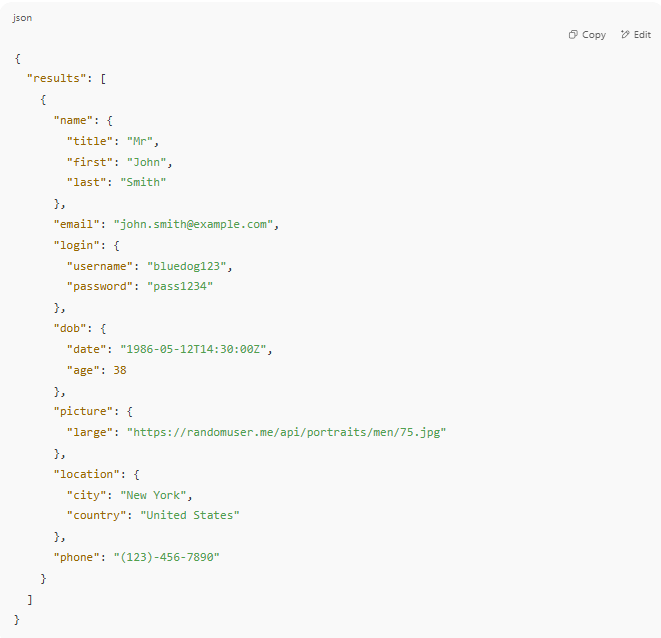 json
Copy Edit
{
  "results": [
    {
      "name": {
        "title": "Mr",
        "first": "John",
        "last": "Smith"
      },
      "email": "john.smith@example.com",
      "login": {
        "username": "bluedog123",
        "password": "pass1234"
      },
      "dob": {
        "date": "1986-05-12T14:30:00Z",
        "age": 38
      },
      "picture": {
        "large": "https://randomuser.me/api/portraits/men/75.jpg"
      },
      "location": {
        "city": "New York",
        "country": "United States"
      },
      "phone": "(123)-456-7890"
    }
  ]
}